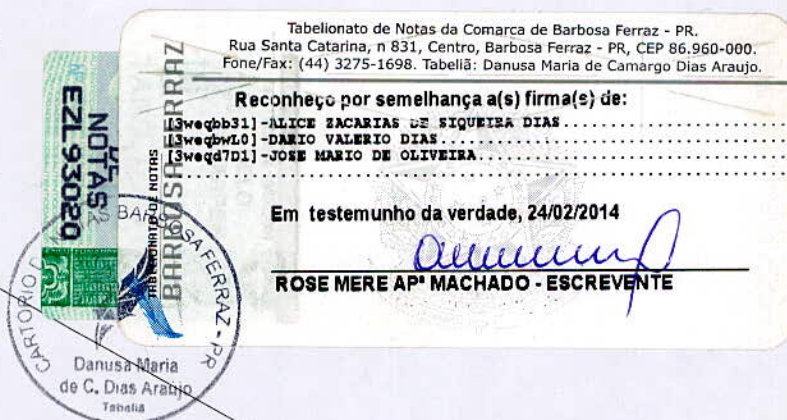 Tabelionato de Notas da Comarca de Barbosa Ferraz - PR.
Rua Santa Catarina, n 831, Centro, Barbosa Ferraz - PR, CEP 86.960-000.
Fone/Fax: (44) 3275-1698. Tabeliã: Danusa Maria de Camargo Dias Araujo.
Reconheço por semelhança a(s) firma(s) de:
[3weqbb31]-ALICE ZACARIAS DE SIQUEIRA DIAS
[3weqbwL0]-DARIO VALERIO DIAS
[3weqd7D1]-JOSE MARIO DE OLIVEIRA
Em testemunho da verdade, 24/02/2014
ROSE MERE APª MACHADO - ESCREVENTE
TABELIONATO DE NOTAS
BARBOSA FERRAZ
Nº
EZL 93020
DE
NOTAS
CARTORIO D
S BARBOSA FERRAZ - PR
Danusa Maria
de C. Dias Araujo
Tabeliã